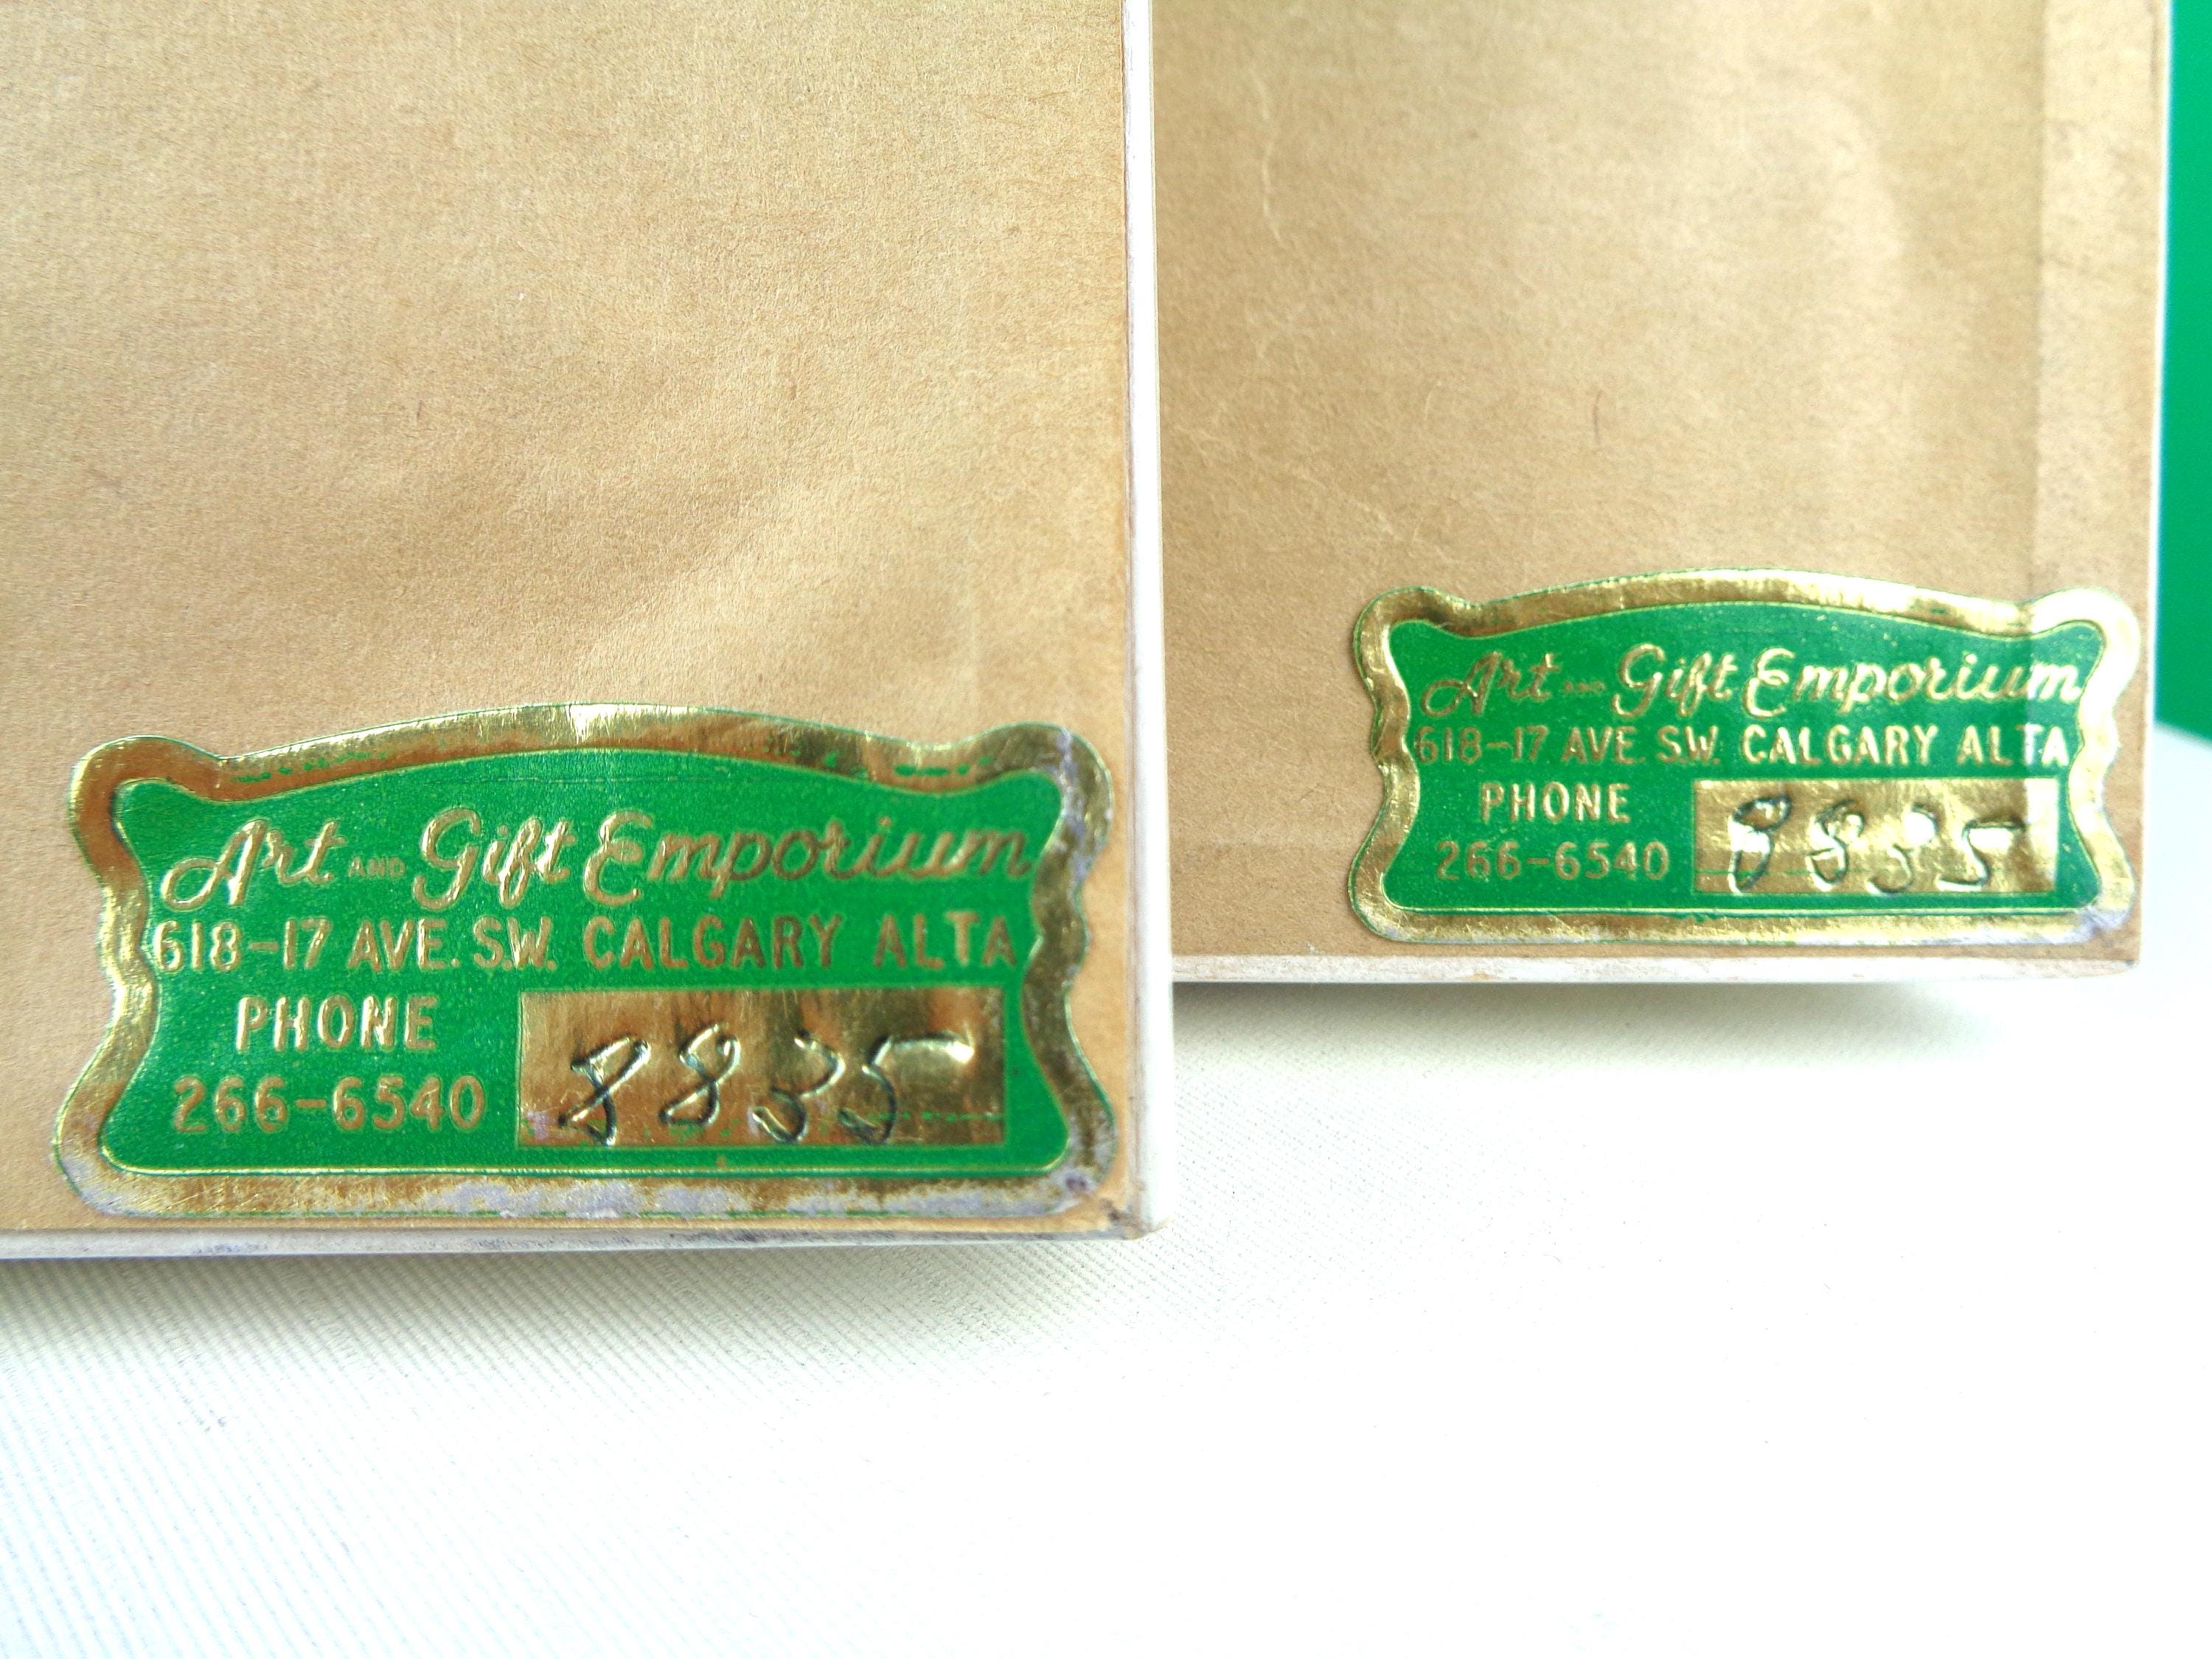 Art AND Gift Emporium
618-17 AVE. S.W. CALGARY ALTA
PHONE
266-6540
8835
Art AND Gift Emporium
618-17 AVE. S.W. CALGARY ALTA
PHONE
266-6540
8835